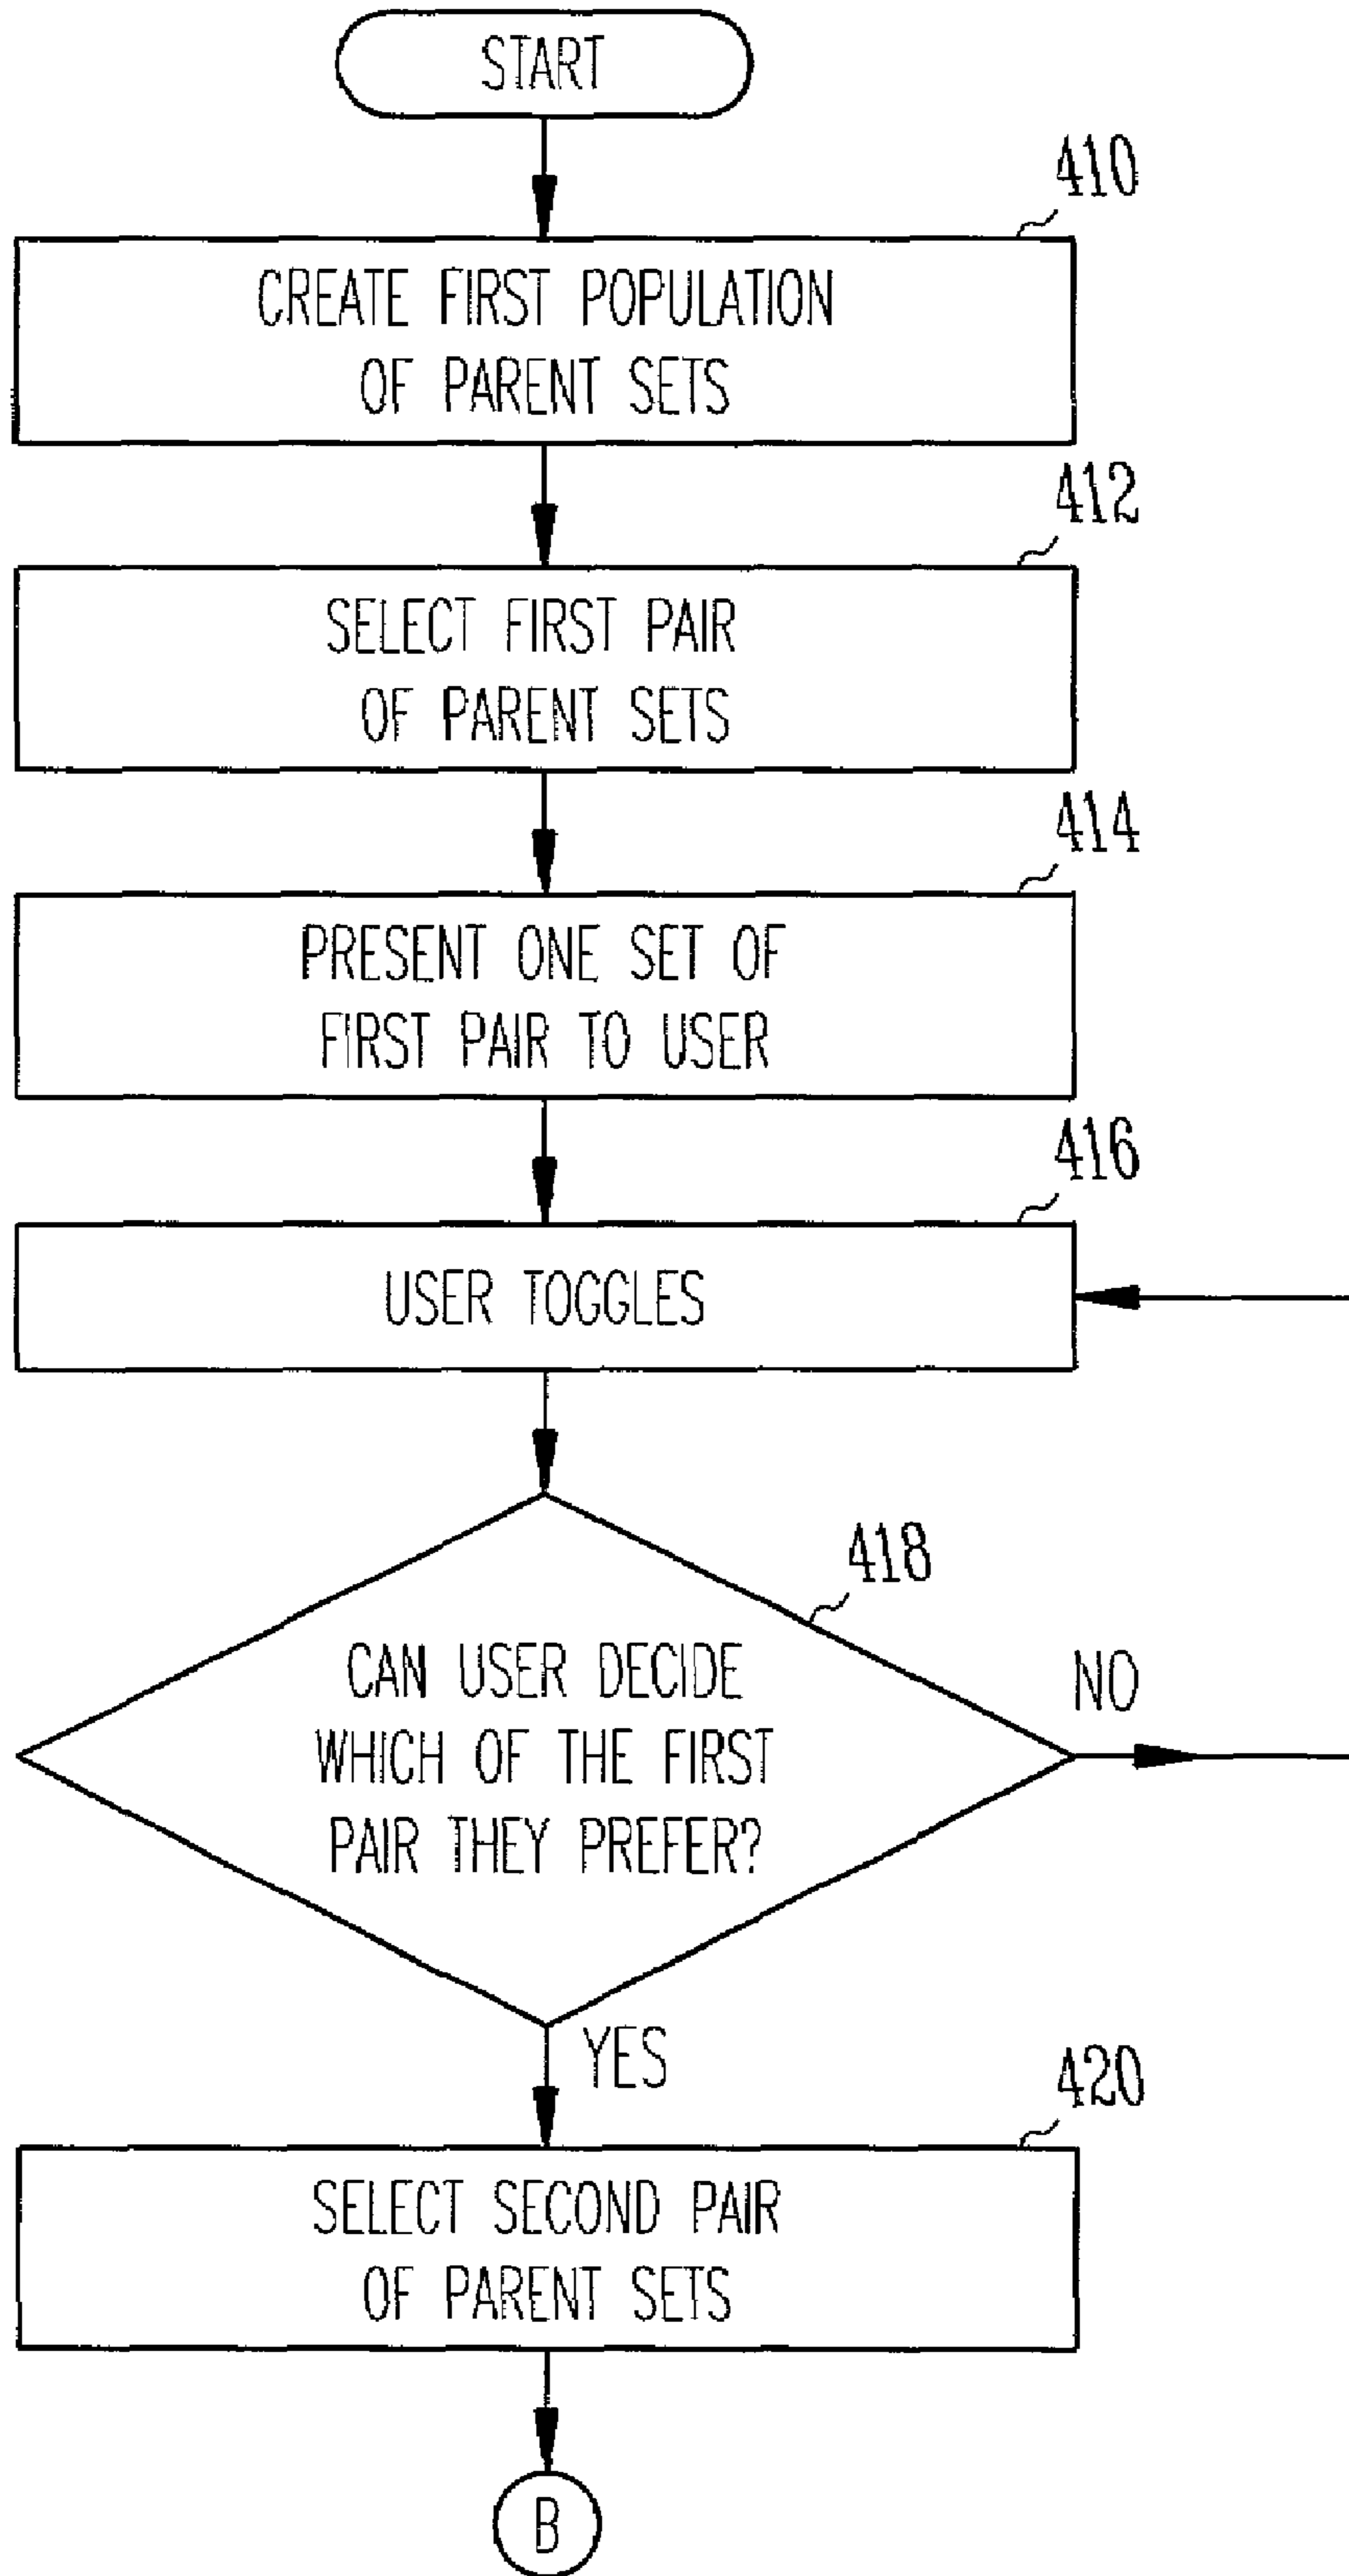 START
410
CREATE FIRST POPULATION
OF PARENT SETS
412
SELECT FIRST PAIR
OF PARENT SETS
414
PRESENT ONE SET OF
FIRST PAIR TO USER
416
USER TOGGLES
418
CAN USER DECIDE
WHICH OF THE FIRST
PAIR THEY PREFER?
NO
YES
420
SELECT SECOND PAIR
OF PARENT SETS
B